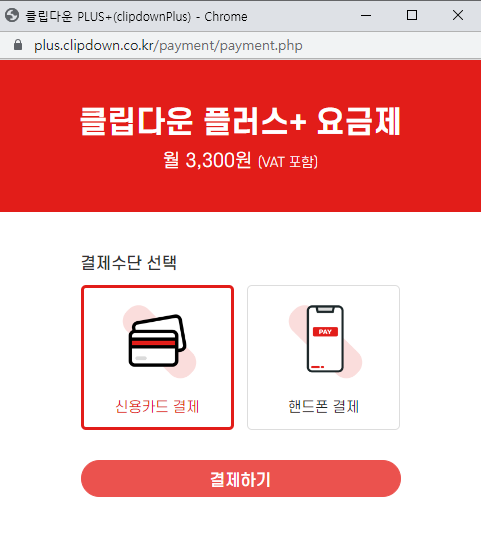 클립다운 PLUS+(clipdownPlus) - Chrome
plus.clipdown.co.kr/payment/payment.php
클립다운 플러스+ 요금제
월 3,300원 (VAT 포함)
결제수단 선택
PAY
신용카드 결제
핸드폰 결제
결제하기